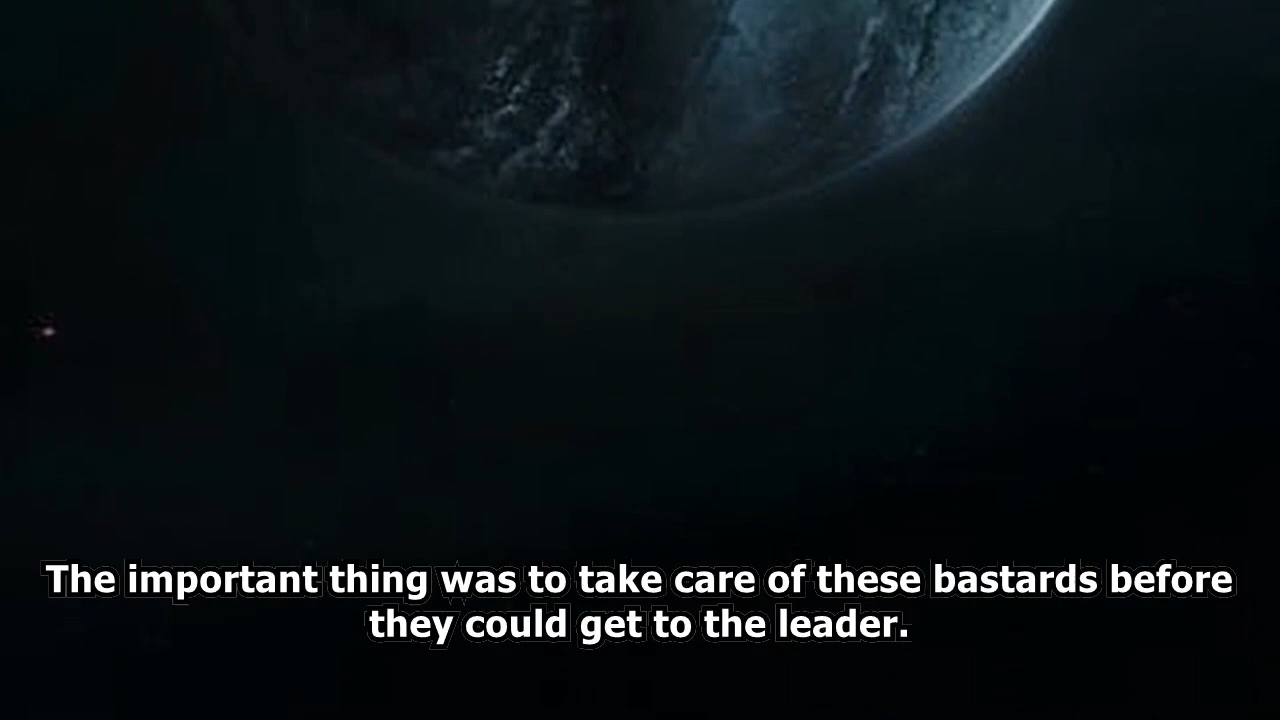 The important thing was to take care of these bastards before
they could get to the leader.